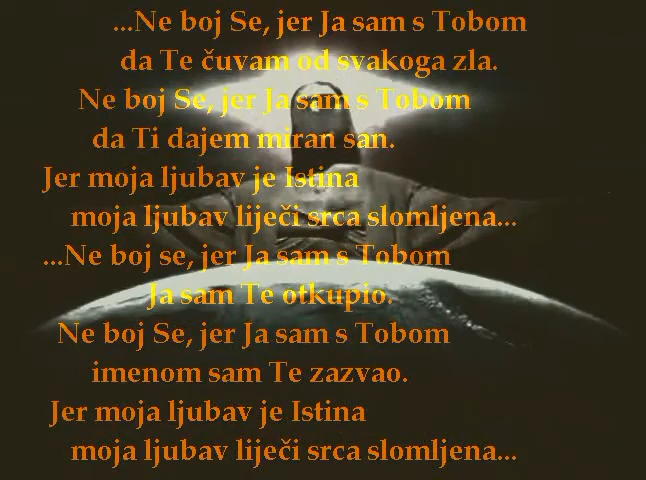 ...Ne boj Se, jer Ja sam s Tobom
da Te čuvam od svakoga zla.
Ne boj Se, jer Ja sam s Tobom
da Ti dajem miran san.
Jer moja ljubav je Istina
moja ljubav liječi srca slomljena...
...Ne boj se, jer Ja sam s Tobom
Ja sam Te otkupio.
Ne boj Se, jer Ja sam s Tobom
imenom sam Te zazvao.
Jer moja ljubav je Istina
moja ljubav liječi srca slomljena...